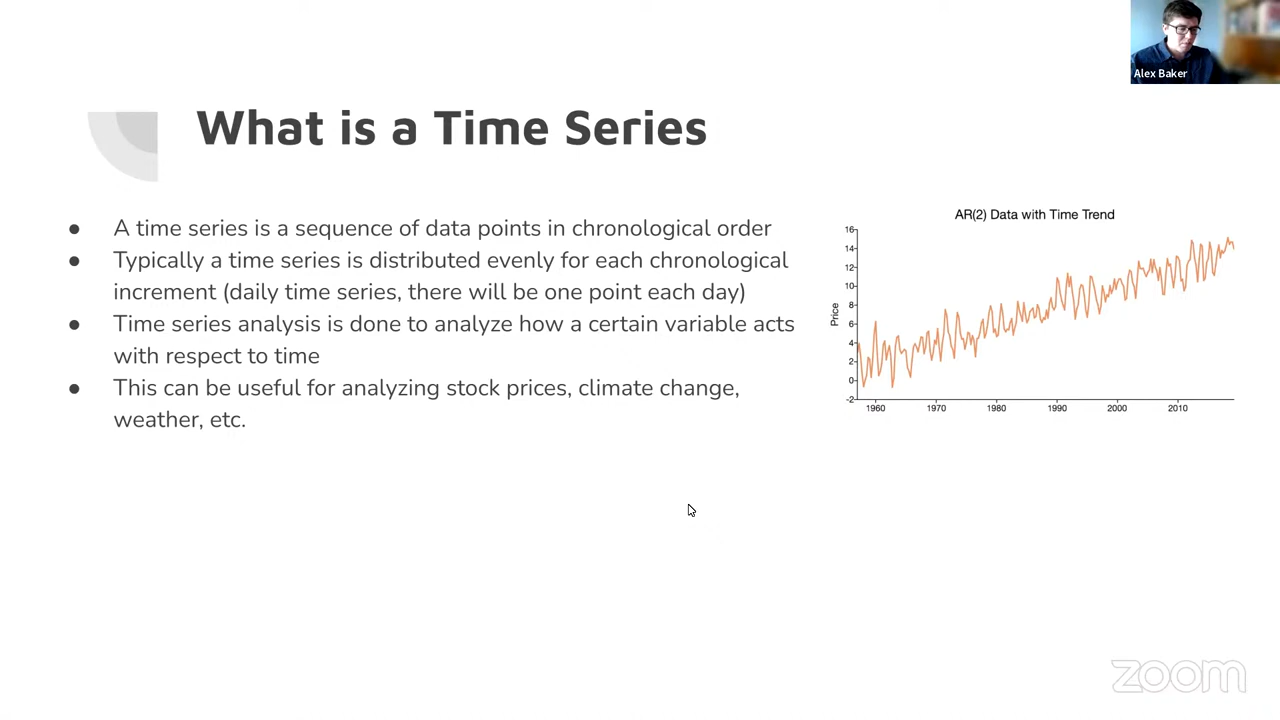 Alex Baker
What is a Time Series
● A time series is a sequence of data points in chronological order
● Typically a time series is distributed evenly for each chronological
increment (daily time series, there will be one point each day)
● Time series analysis is done to analyze how a certain variable acts
with respect to time
● This can be useful for analyzing stock prices, climate change,
weather, etc.
AR(2) Data with Time Trend
Price
16
14
12
10
8
6
4
2
0
-2
1960 1970 1980 1990 2000 2010
zoom